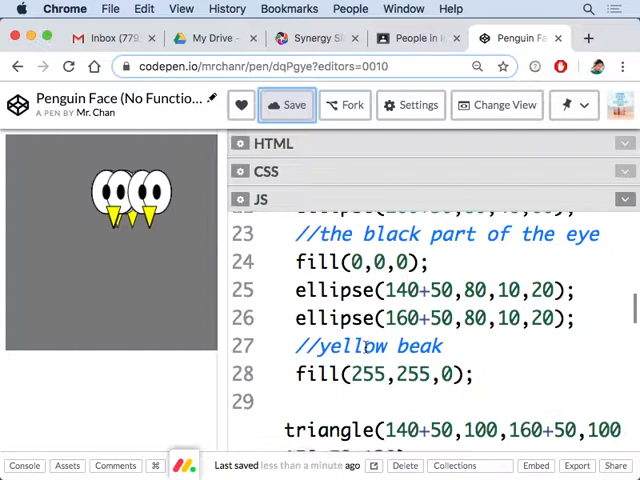 Chrome File Edit View History Bookmarks People Window Help
Inbox (779 My Drive - Synergy SI People in I Penguin Fa
codepen.io/mrchanr/pen/dqPgye?editors=0010
Penguin Face (No Functio...
A PEN BY Mr. Chan
Save Fork Settings Change View
HTML
CSS
JS
23 //the black part of the eye
24 fill(0,0,0);
25 ellipse(140+50,80,10,20);
26 ellipse(160+50,80,10,20);
27 //yellow beak
28 fill(255,255,0);
29
triangle(140+50,100,160+50,100
Console Assets Comments ⌘ Last saved less than a minute ago Delete Collections Embed Export Share